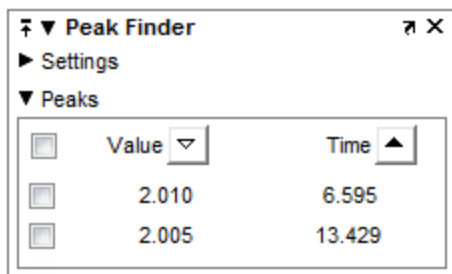 Peak Finder
Settings
Peaks
Value Time
2.010 6.595
2.005 13.429